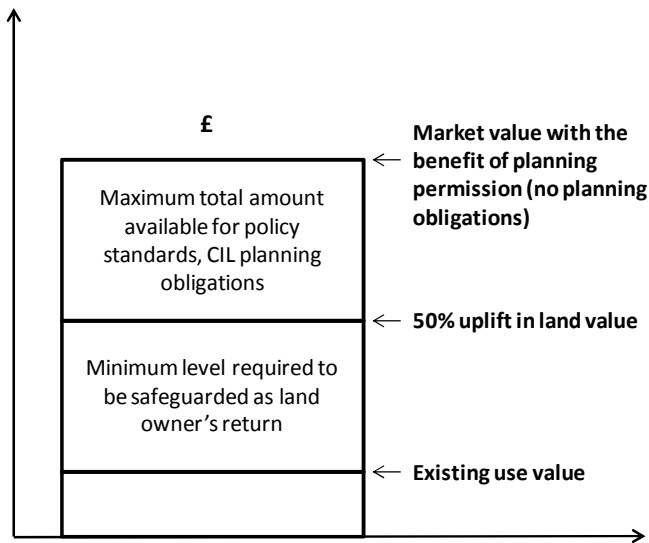 £
Market value with the
benefit of planning
permission (no planning
obligations)
Maximum total amount
available for policy
standards, CIL planning
obligations
50% uplift in land value
Minimum level required to
be safeguarded as land
owner’s return
Existing use value